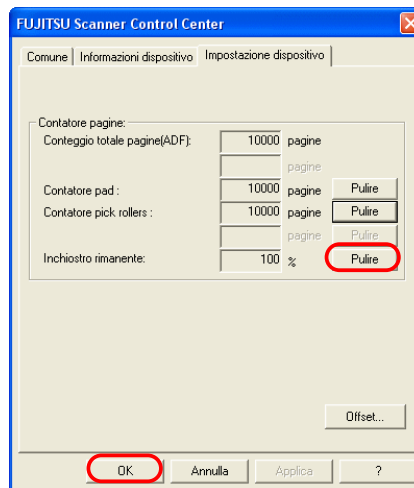 FUJITSU Scanner Control Center
Comune Informazioni dispositivo Impostazione dispositivo
Contatore pagine:
Conteggio totale pagine(ADF): 10000 pagine
pagine
Contatore pad : 10000 pagine Pulire
Contatore pick rollers : 10000 pagine Pulire
pagine Pulire
Inchiostro rimanente: 100 % Pulire
Offset...
OK Annulla Applica ?